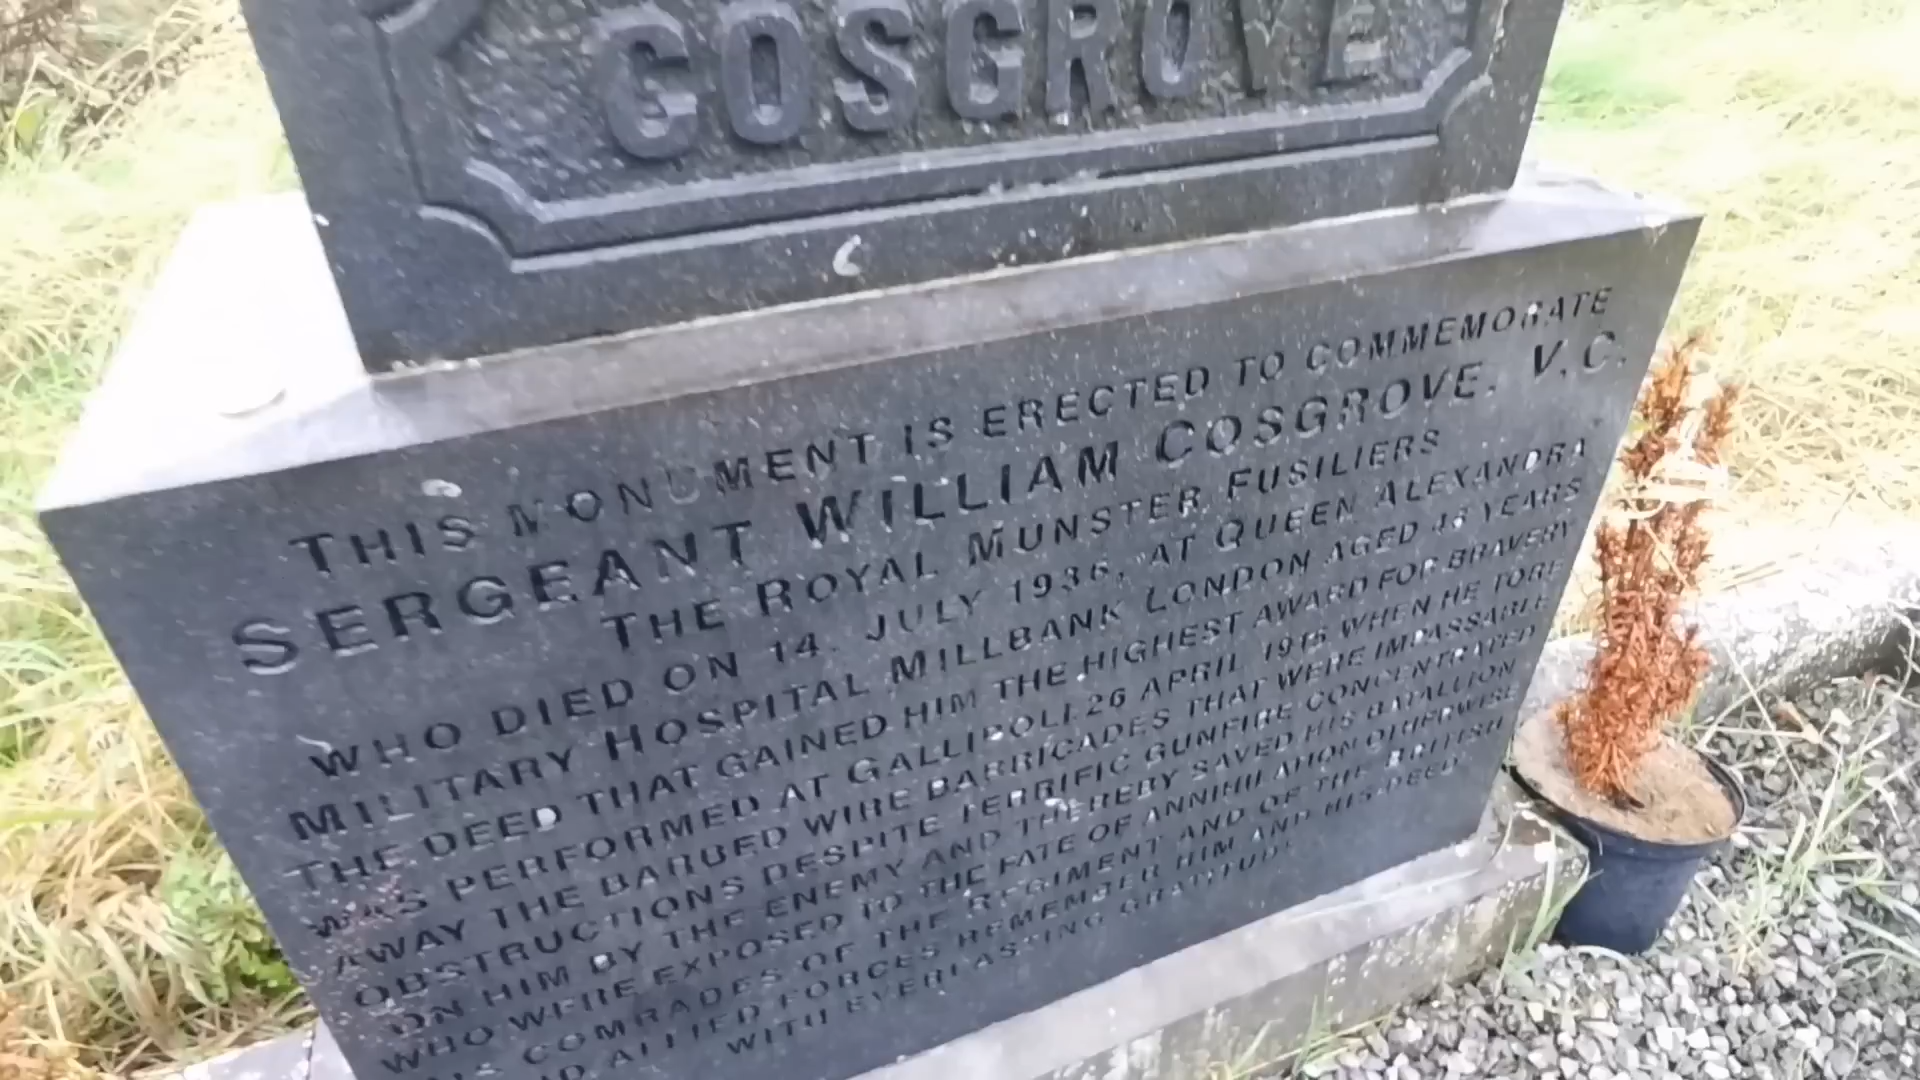 COSGROVE
THIS MONUMENT IS ERECTED TO COMMEMORATE
SERGEANT WILLIAM COSGROVE. V.C.
THE ROYAL MUNSTER FUSILIERS
WHO DIED ON 14. JULY 1936, AT QUEEN ALEXANDRA
MILITARY HOSPITAL MILLBANK LONDON AGED YEARS
THE DEED THAT GAINED HIM THE HIGHEST AWARD FOR BRAVERY
WAS PERFORMED AT GALLIPOLI 26 APRIL 1915 WHEN HE TORE
AWAY THE BARBED WIRE BARRICADES THAT WERE IMPASSABLE
OBSTRUCTIONS DESPITE TERRIFIC GUNFIRE CONCENTRATED
ON HIM BY THE ENEMY AND THEREBY SAVED HIS BATALLION
WHO WERE EXPOSED TO THE FATE OF ANNIHILATION OTHERWISE
HIS COMRADES OF THE REGIMENT AND OF THE BRITISH
AND ALLIED FORCES REMEMBER HIM AND HIS DEED
WITH EVERLASTING GRATITUDE